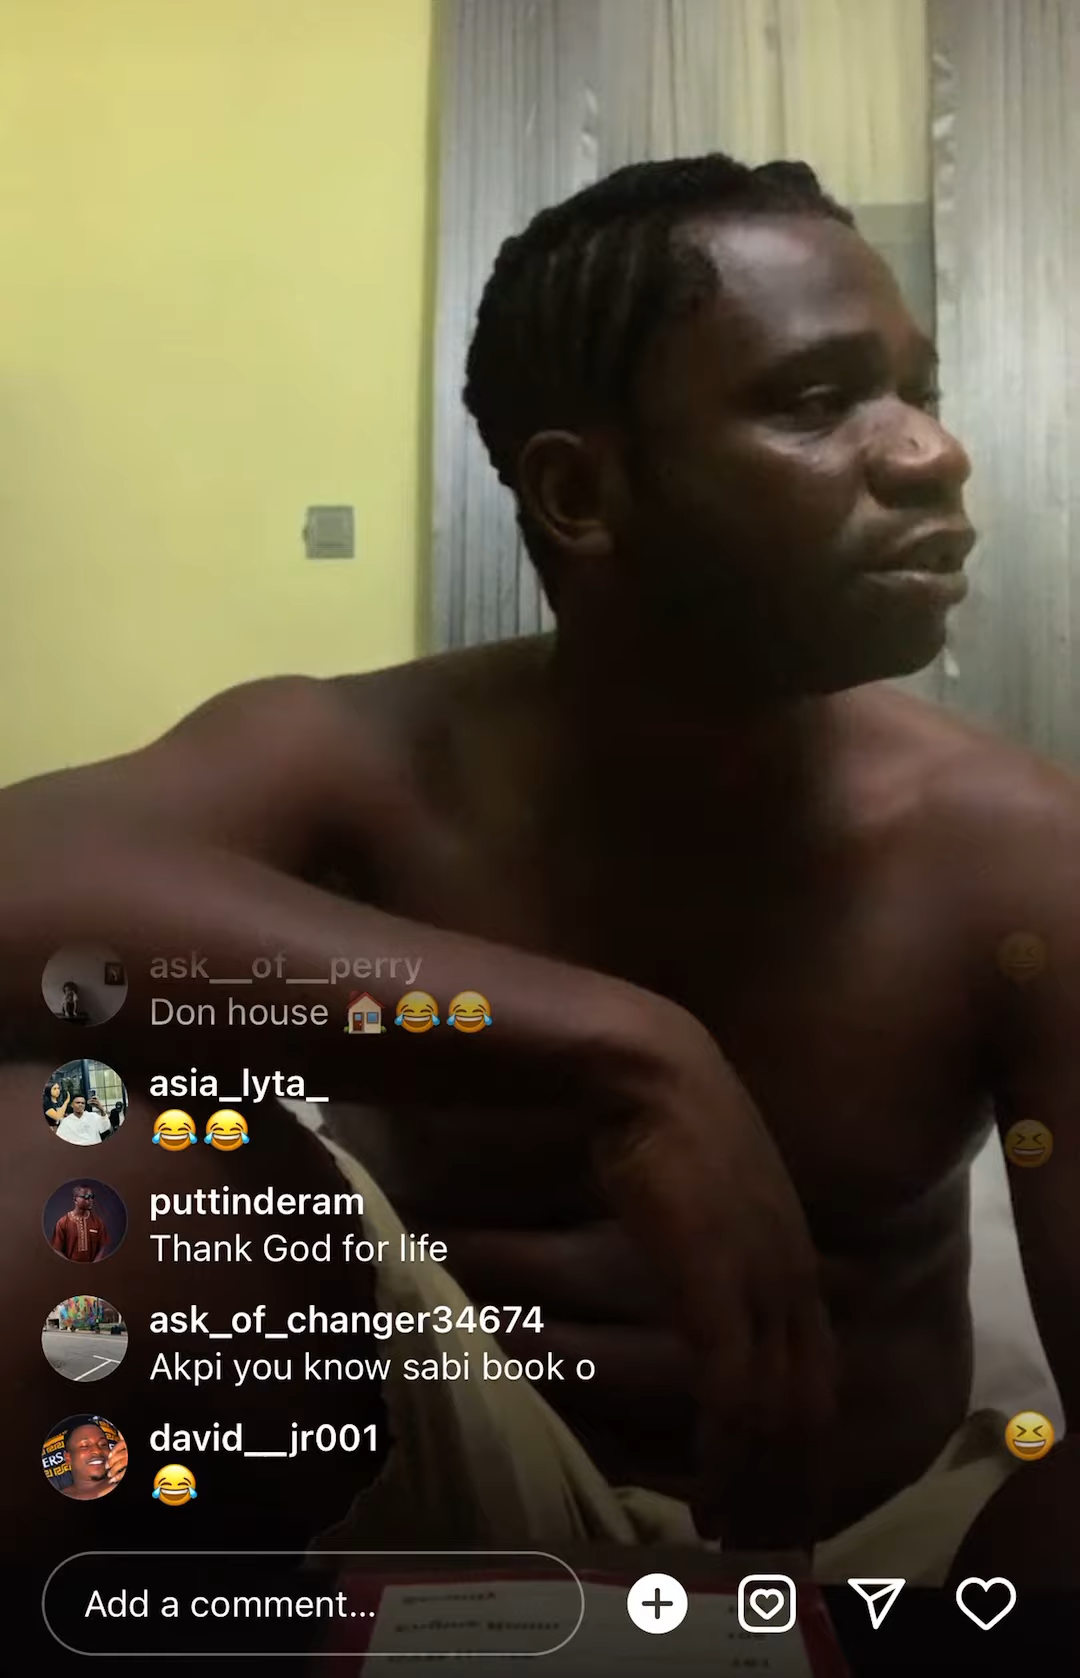 ask__of__perry
Don house 🏠😂😂
asia_lyta_
😂😂
puttinderam
Thank God for life
ask_of_changer34674
Akpi you know sabi book o
david__jr001
😂
Add a comment...